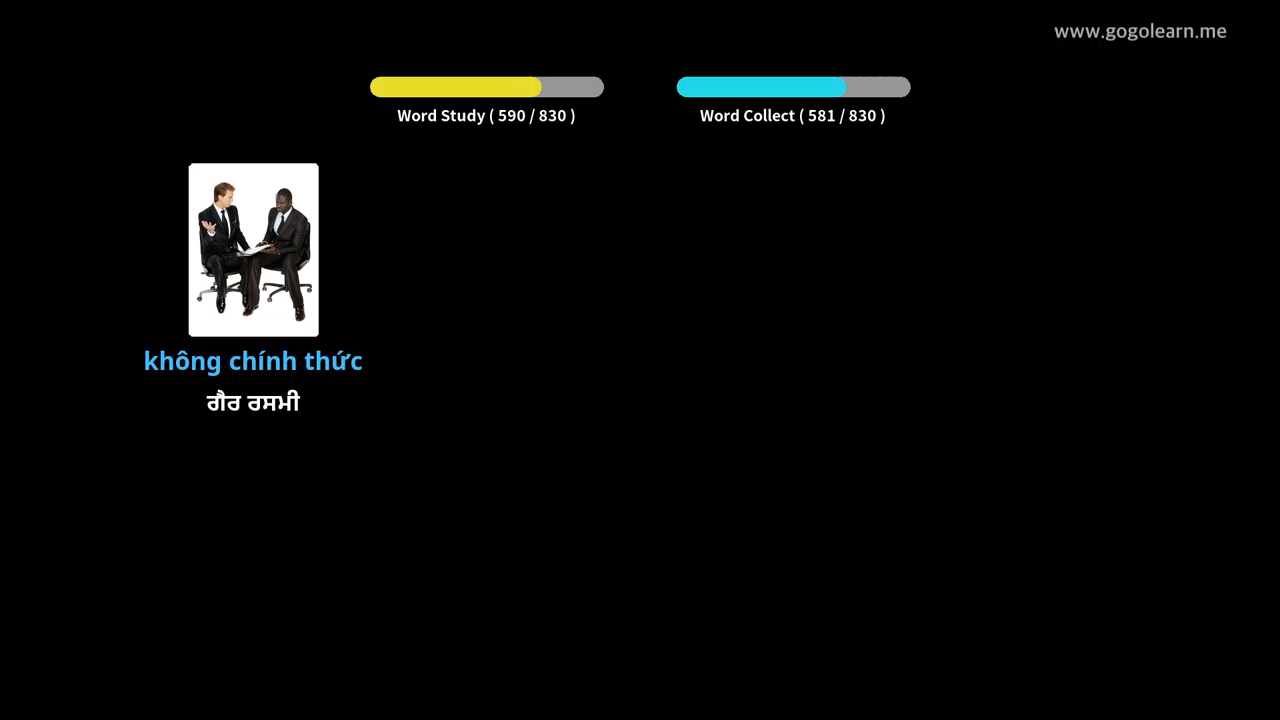 www.gogolearn.me
Word Study ( 590 / 830 )
Word Collect ( 581 / 830 )
không chính thức
ਗੈਰ ਰਸਮੀ